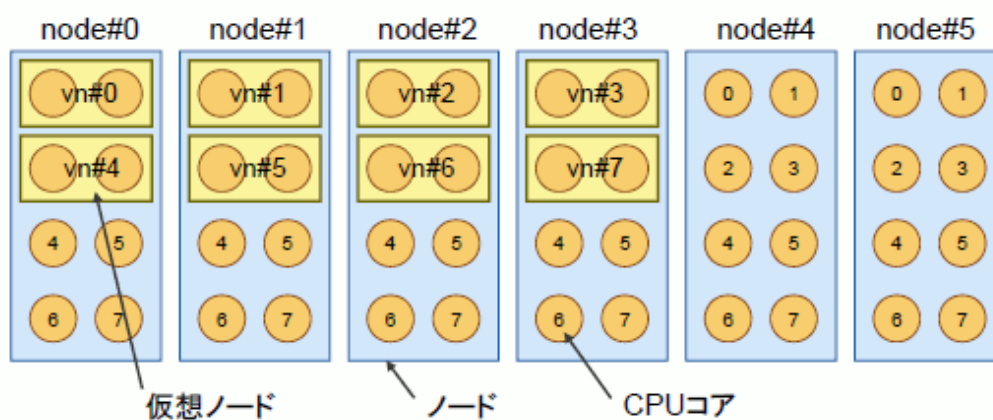 node#0 node#1 node#2 node#3 node#4 node#5
vn#0 vn#1 vn#2 vn#3 0 1 0 1
vn#4 vn#5 vn#6 vn#7 2 3 2 3
4 5 4 5 4 5 4 5 4 5 4 5
6 7 6 7 6 7 6 7 6 7 6 7
仮想ノード ノード CPUコア